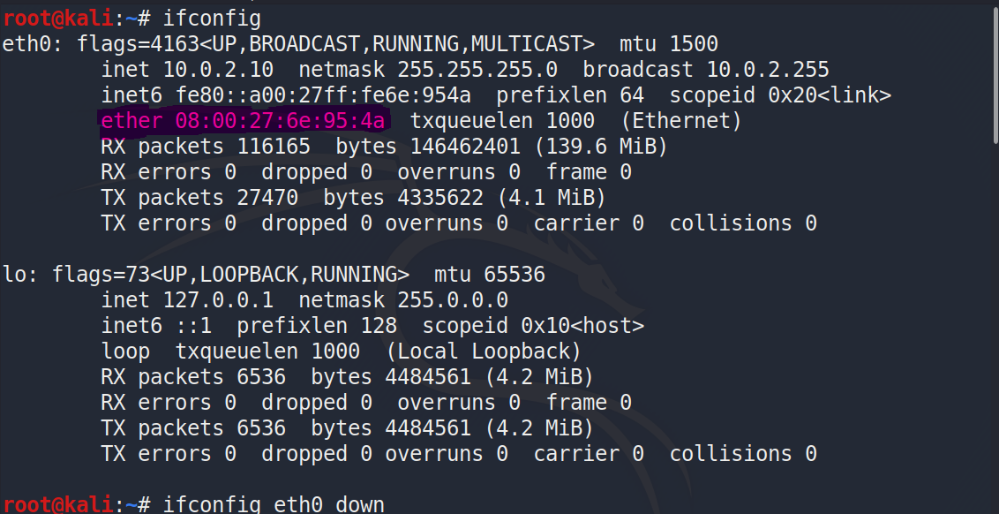 root@kali:~# ifconfig
eth0: flags=4163<UP,BROADCAST,RUNNING,MULTICAST>  mtu 1500
        inet 10.0.2.10  netmask 255.255.255.0  broadcast 10.0.2.255
        inet6 fe80::a00:27ff:fe6e:954a  prefixlen 64  scopeid 0x20<link>
        ether 08:00:27:6e:95:4a  txqueuelen 1000  (Ethernet)
        RX packets 116165  bytes 146462401 (139.6 MiB)
        RX errors 0  dropped 0  overruns 0  frame 0
        TX packets 27470  bytes 4335622 (4.1 MiB)
        TX errors 0  dropped 0 overruns 0  carrier 0  collisions 0

lo: flags=73<UP,LOOPBACK,RUNNING>  mtu 65536
        inet 127.0.0.1  netmask 255.0.0.0
        inet6 ::1  prefixlen 128  scopeid 0x10<host>
        loop  txqueuelen 1000  (Local Loopback)
        RX packets 6536  bytes 4484561 (4.2 MiB)
        RX errors 0  dropped 0  overruns 0  frame 0
        TX packets 6536  bytes 4484561 (4.2 MiB)
        TX errors 0  dropped 0 overruns 0  carrier 0  collisions 0

root@kali:~# ifconfig eth0 down